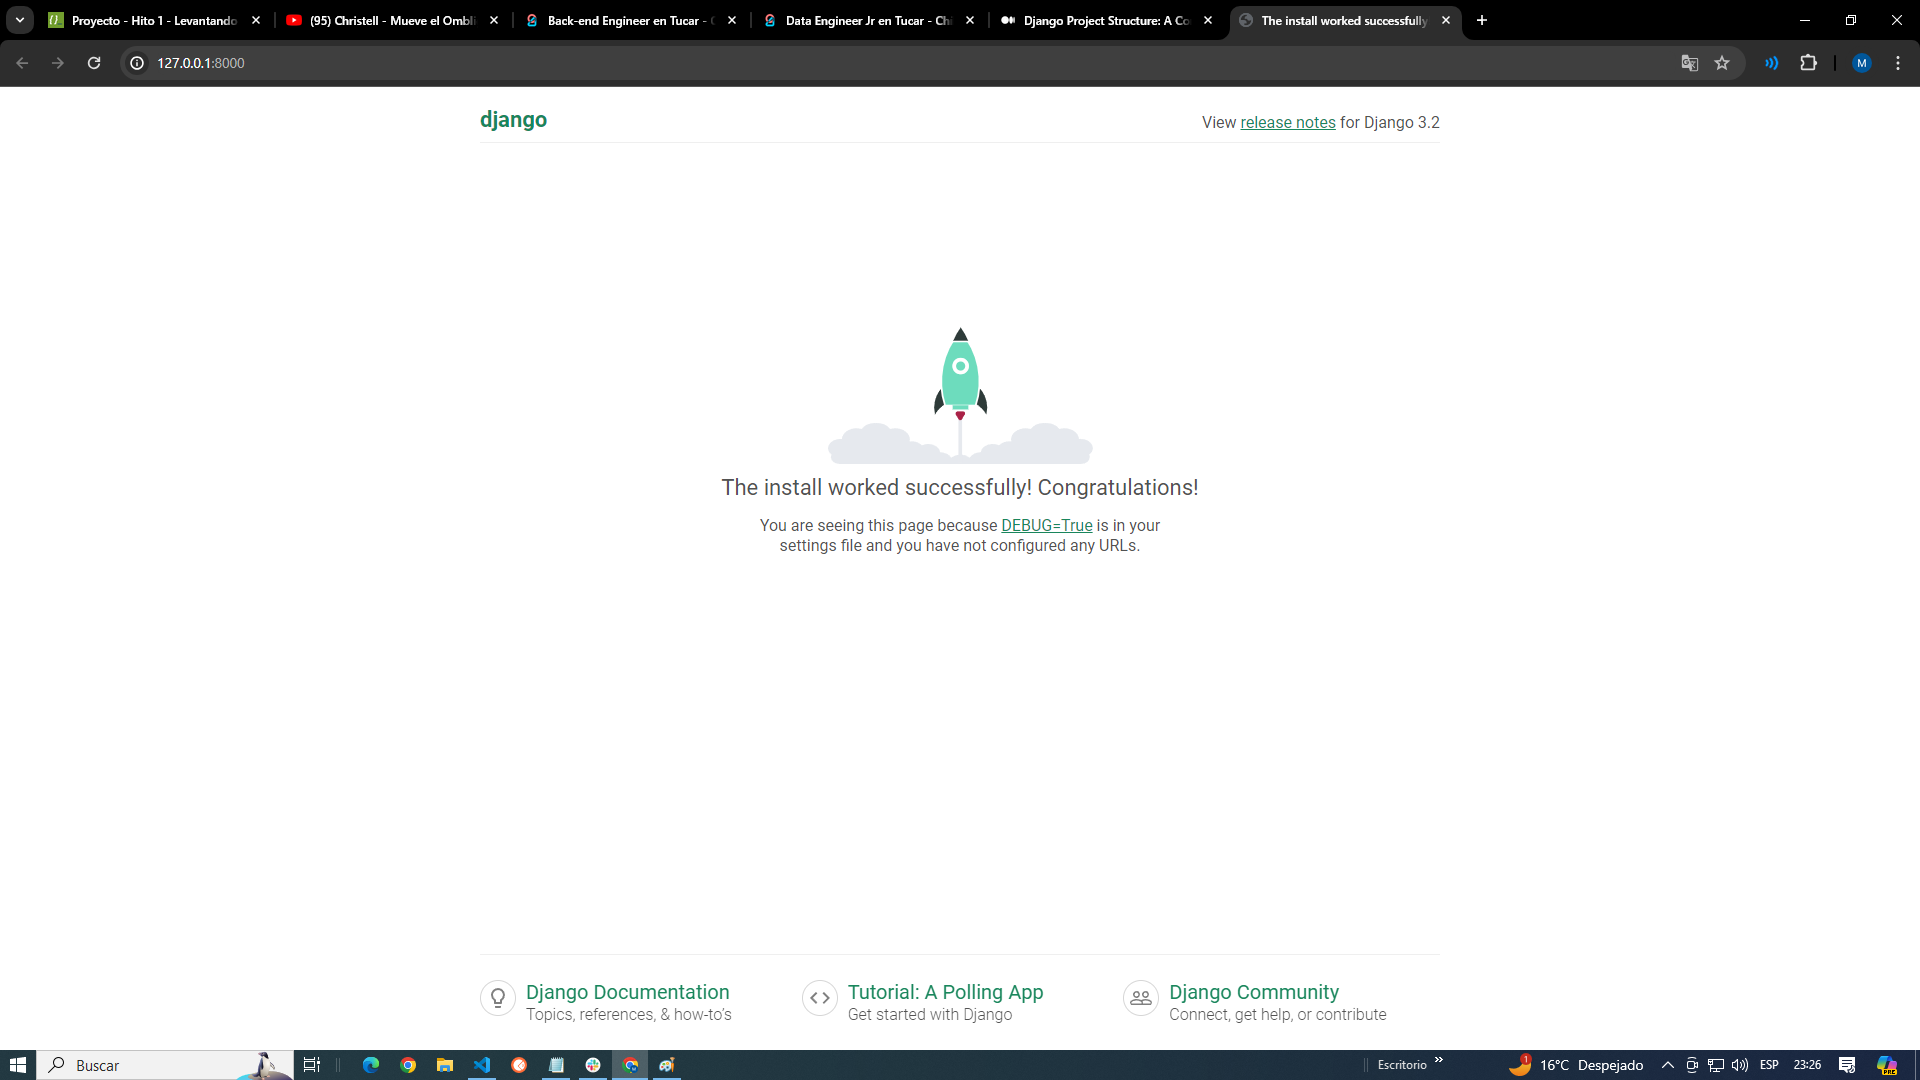 Proyecto - Hito 1 - Levantando
(95) Christell - Mueve el Ombli
Back-end Engineer en Tucar - 
Data Engineer Jr en Tucar - Chi
Django Project Structure: A Co
The install worked successfully
127.0.0.1:8000
M
django
View release notes for Django 3.2
The install worked successfully! Congratulations!
You are seeing this page because DEBUG=True is in your
settings file and you have not configured any URLs.
Django Documentation
Topics, references, & how-to's
Tutorial: A Polling App
Get started with Django
Django Community
Connect, get help, or contribute
Buscar
Escritorio
1
16°C Despejado
ESP
23:26
PRE